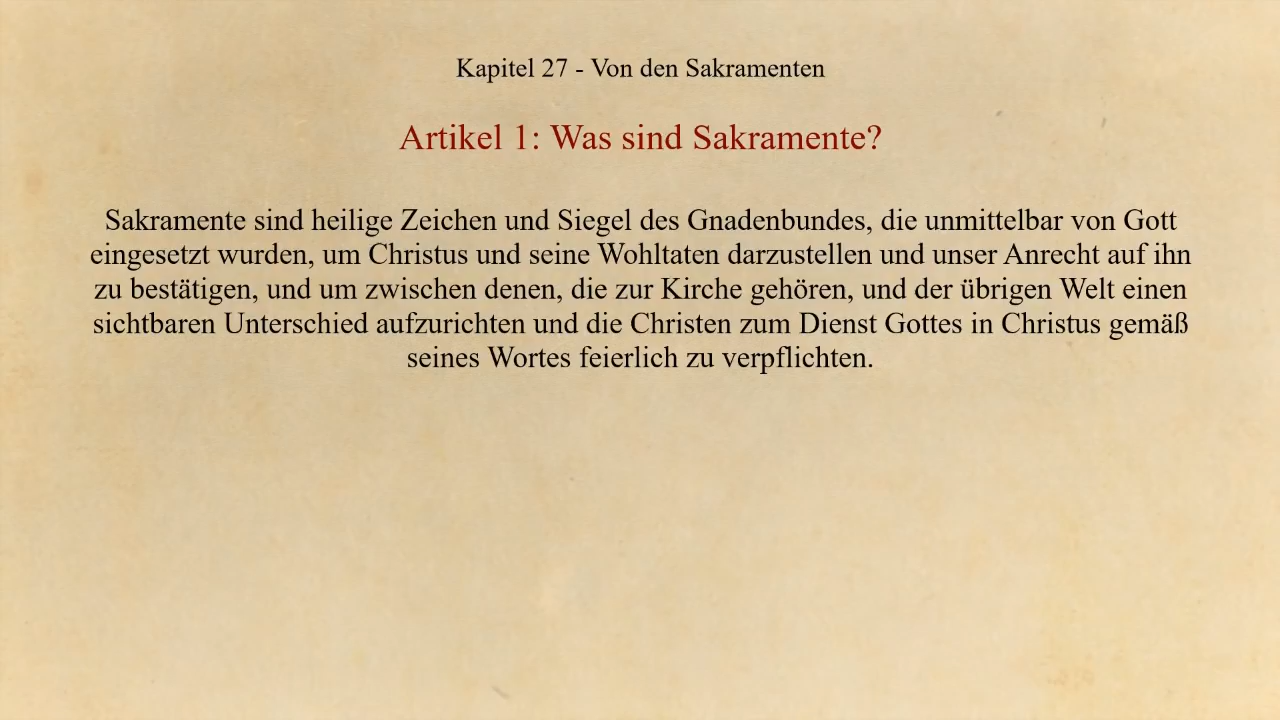 Kapitel 27 - Von den Sakramenten
Artikel 1: Was sind Sakramente?
Sakramente sind heilige Zeichen und Siegel des Gnadenbundes, die unmittelbar von Gott
eingesetzt wurden, um Christus und seine Wohltaten darzustellen und unser Anrecht auf ihn
zu bestätigen, und um zwischen denen, die zur Kirche gehören, und der übrigen Welt einen
sichtbaren Unterschied aufzurichten und die Christen zum Dienst Gottes in Christus gemäß
seines Wortes feierlich zu verpflichten.